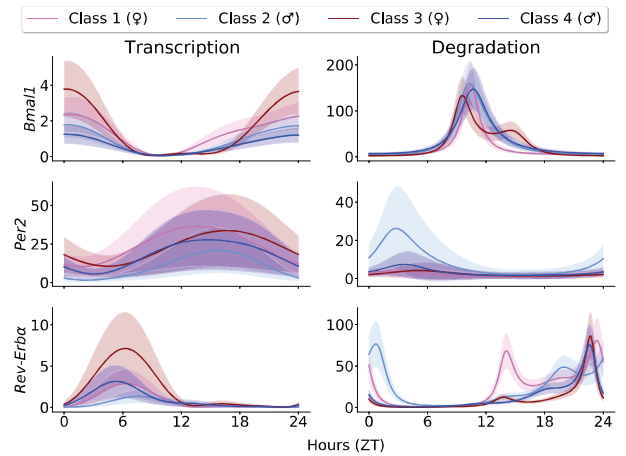 Class 1 (♀) Class 2 (♂) Class 3 (♀) Class 4 (♂)
Transcription Degradation
Bmal1
4
2
0
200
100
0
Per2
50
25
0
40
20
0
Rev-Erbα
10
5
0
100
50
0
0 6 12 18 24 0 6 12 18 24
Hours (ZT)